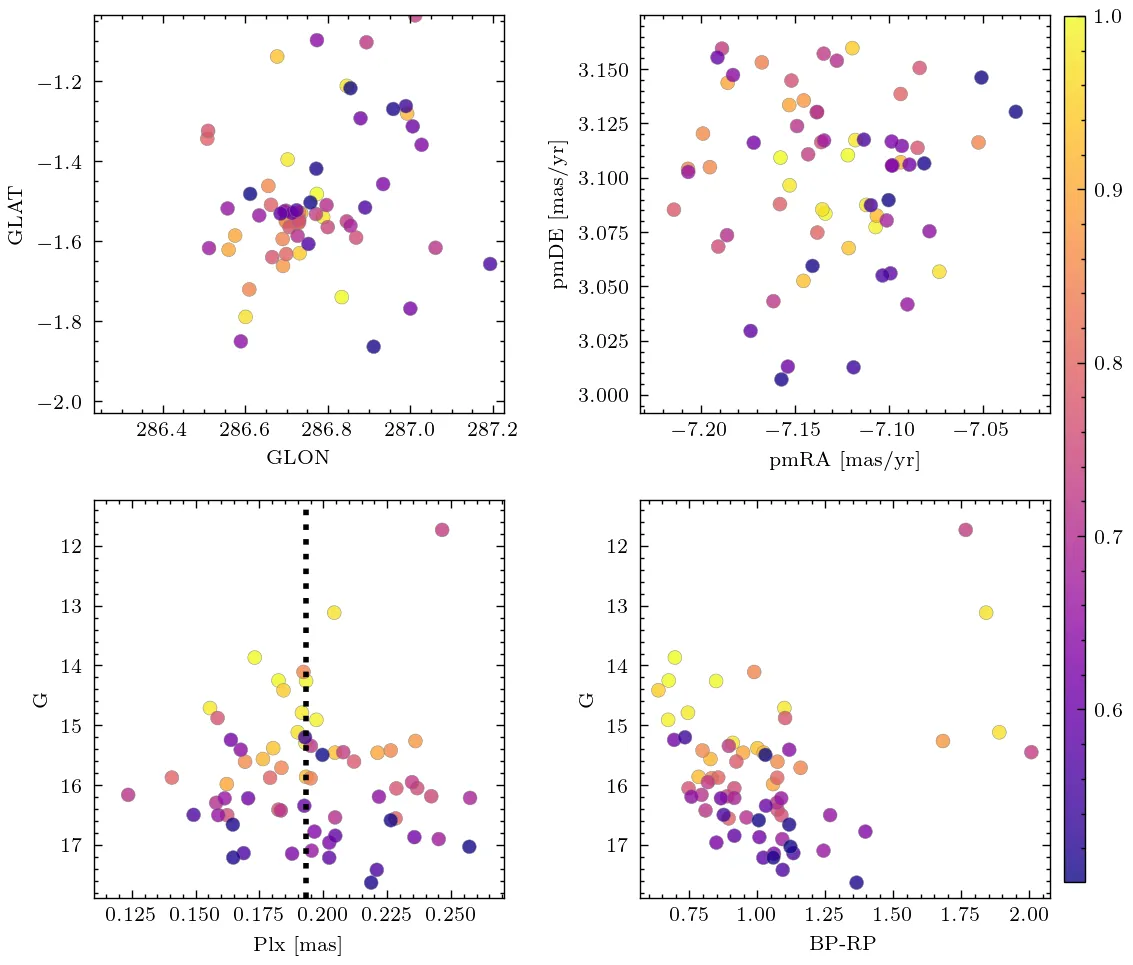 −1.2
−1.4
−1.6
−1.8
−2.0
GLAT
286.4 286.6 286.8 287.0 287.2
GLON
3.150
3.125
3.100
3.075
3.050
3.025
3.000
pmDE [mas/yr]
−7.20 −7.15 −7.10 −7.05
pmRA [mas/yr]
1.0
0.9
0.8
0.7
0.6
12
13
14
15
16
17
G
0.125 0.150 0.175 0.200 0.225 0.250
Plx [mas]
12
13
14
15
16
17
G
0.75 1.00 1.25 1.50 1.75 2.00
BP-RP